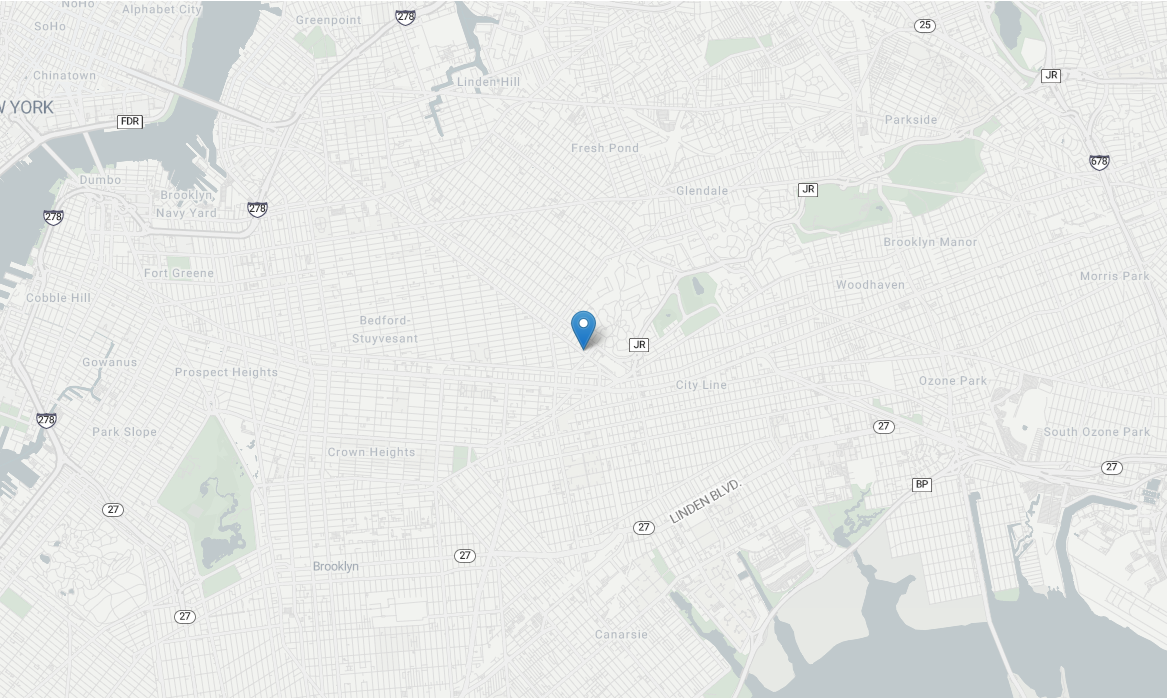 NoHo
Alphabet City
278
Greenpoint
25
SoHo
Chinatown
Linden Hill
JR
W YORK
FDR
Parkside
Fresh Pond
678
Dumbo
Glendale
JR
Brooklyn
Navy Yard
278
278
Brooklyn Manor
Fort Greene
Morris Park
Woodhaven
Cobble Hill
Bedford-
Stuyvesant
JR
Gowanus
Prospect Heights
City Line
Ozone Park
278
Park Slope
27
South Ozone Park
Crown Heights
27
BP
LINDEN BLVD.
27
27
27
Brooklyn
27
Canarsie